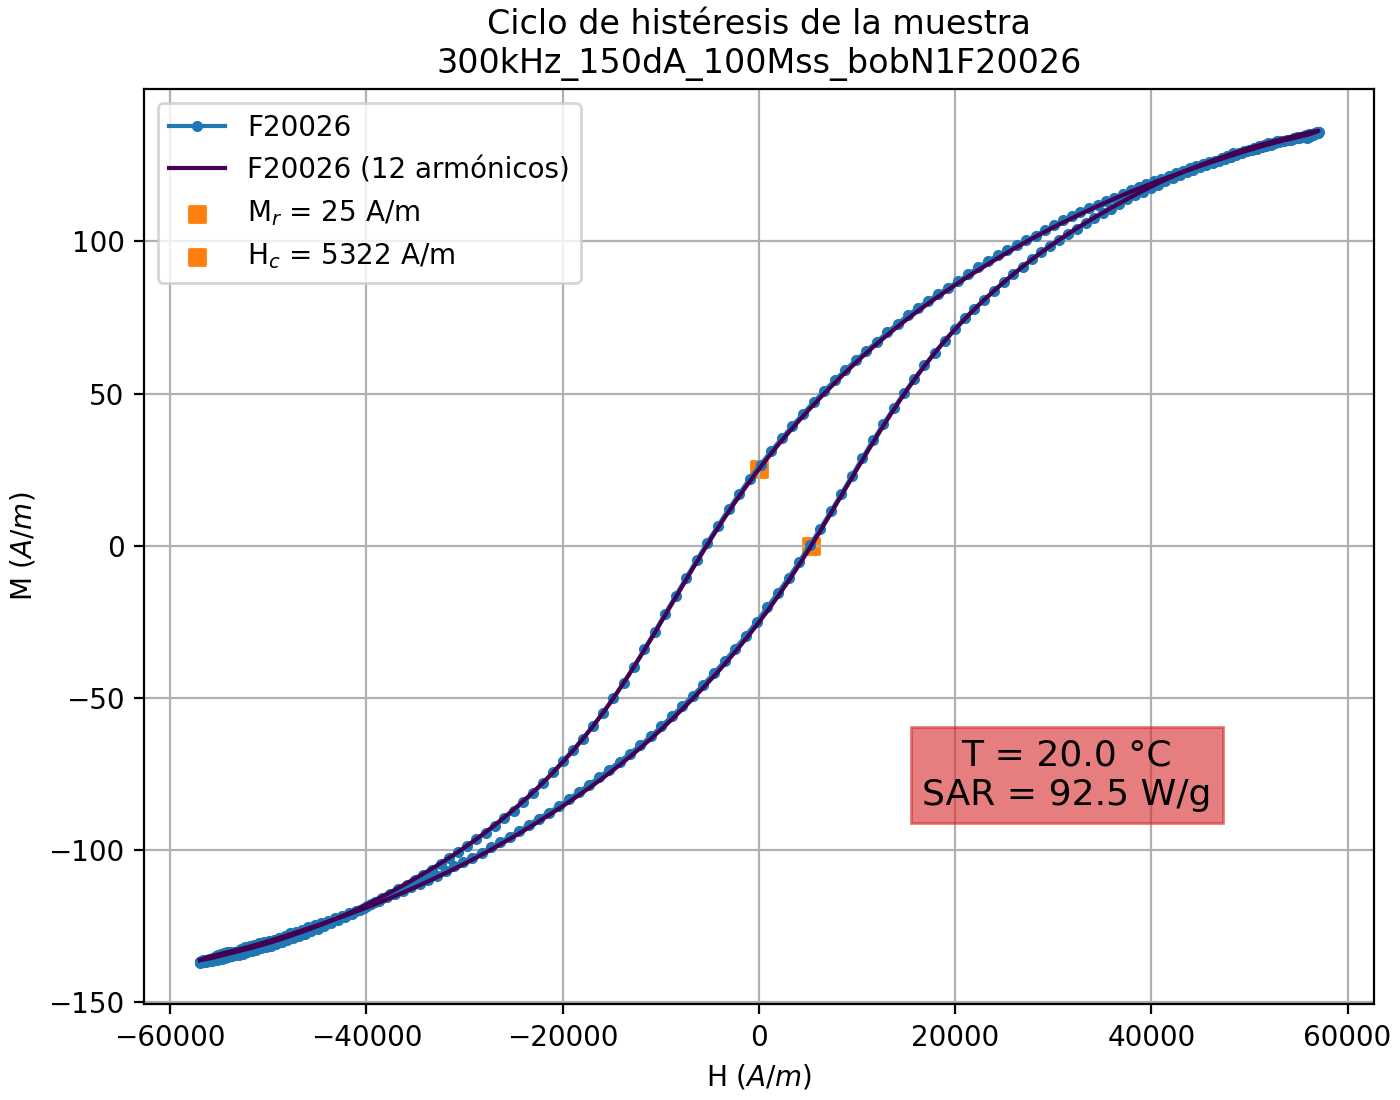 Ciclo de histéresis de la muestra
300kHz_150dA_100Mss_bobN1F20026
F20026
F20026 (12 armónicos)
Mr = 25 A/m
Hc = 5322 A/m
100
50
0
−50
−100
−150
M (A/m)
T = 20.0 °C
SAR = 92.5 W/g
−60000 −40000 −20000 0 20000 40000 60000
H (A/m)